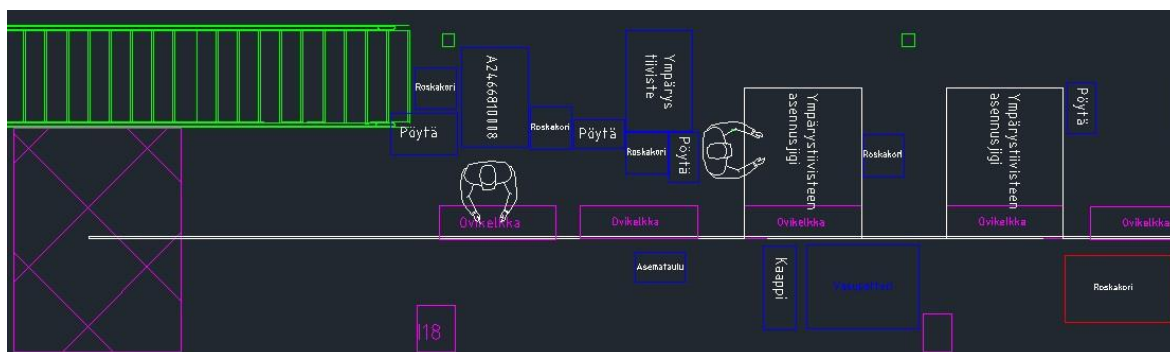 Roskakori
A2466810008
Ympärys
tiiviste
Ympärystiivisteen
asennusjigi
Ympärystiivisteen
asennusjigi
Pöytä
Pöytä
Roskakori
Pöytä
Roskakori
Pöytä
Roskakori
Ovikelkka
Ovikelkka
Ovikelkka
Ovikelkka
Ovikelkka
Asemataulu
Kaappi
Roskakori
I18